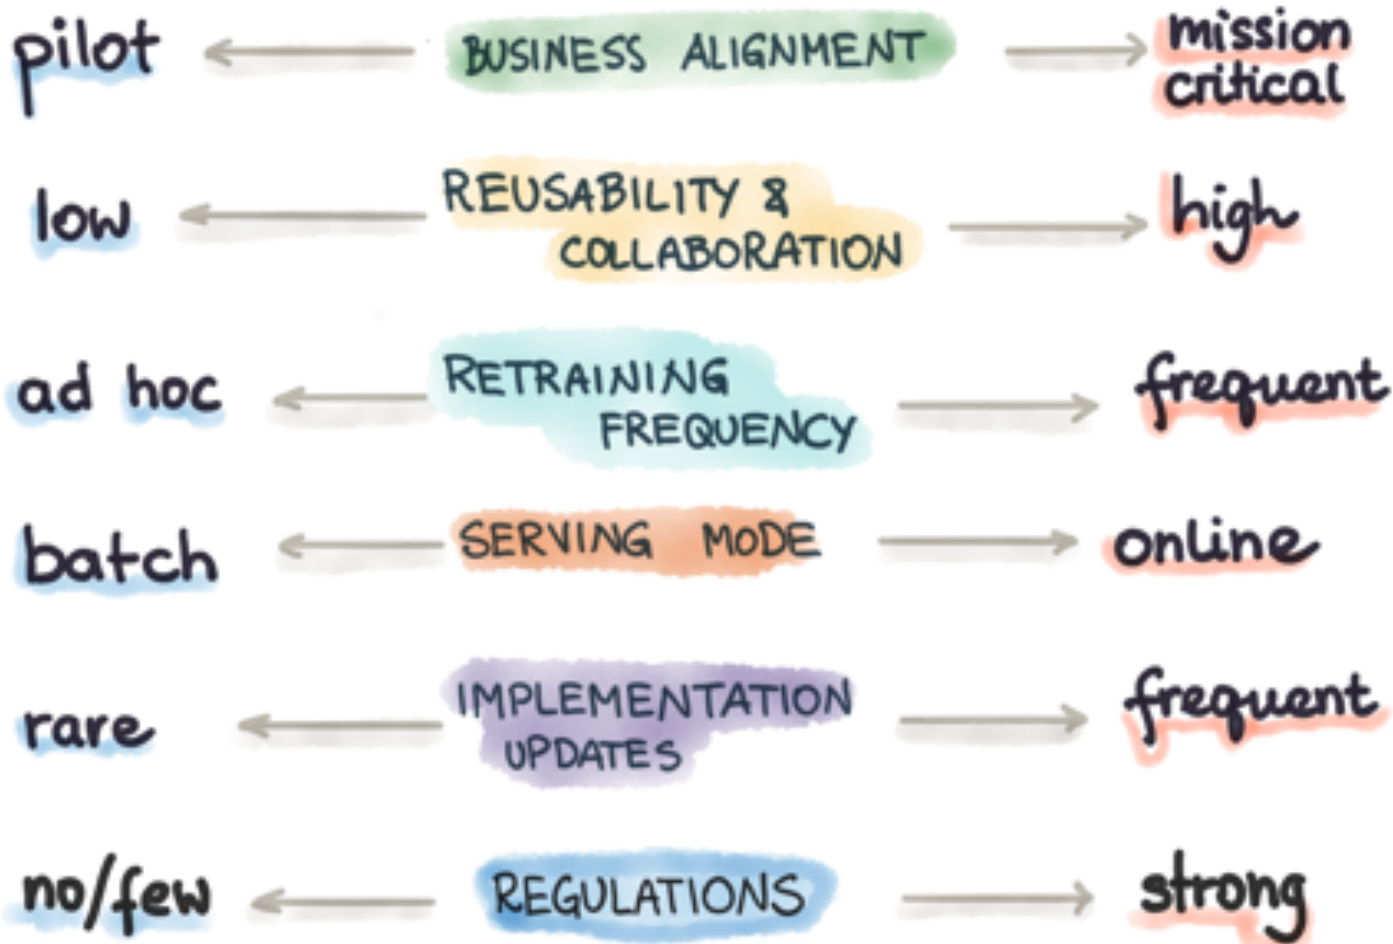 pilot BUSINESS ALIGNMENT mission
critical
low REUSABILITY & high
COLLABORATION
ad hoc RETRAINING frequent
FREQUENCY
batch SERVING MODE online
rare IMPLEMENTATION frequent
UPDATES
no/few REGULATIONS strong